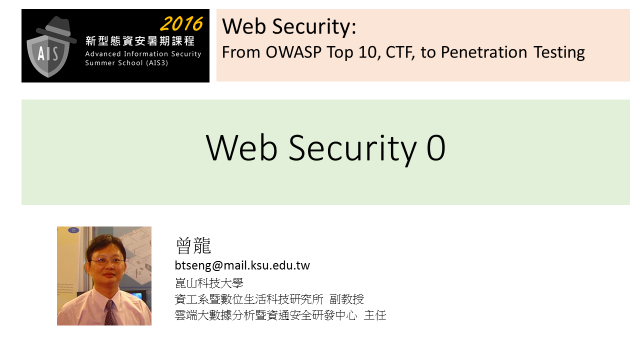 2016
新型態資安暑期課程
Advanced Information Security
Summer School (AIS3)
AIS
Web Security:
From OWASP Top 10, CTF, to Penetration Testing
Web Security 0
曾龍
btseng@mail.ksu.edu.tw
崑山科技大學
資工系暨數位生活科技研究所 副教授
雲端大數據分析暨資通安全研發中心 主任